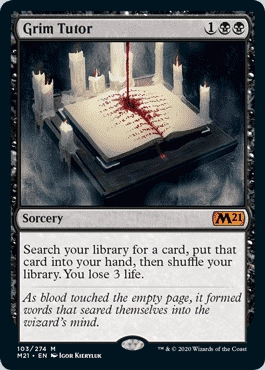 Grim Tutor 1
Sorcery M21
Search your library for a card, put that
card into your hand, then shuffle your
library. You lose 3 life.
As blood touched the empty page, it formed
words that seared themselves into the
wizard's mind.
103/274 M
M21 • EN Igor Kieryluk ™ & © 2020 Wizards of the Coast